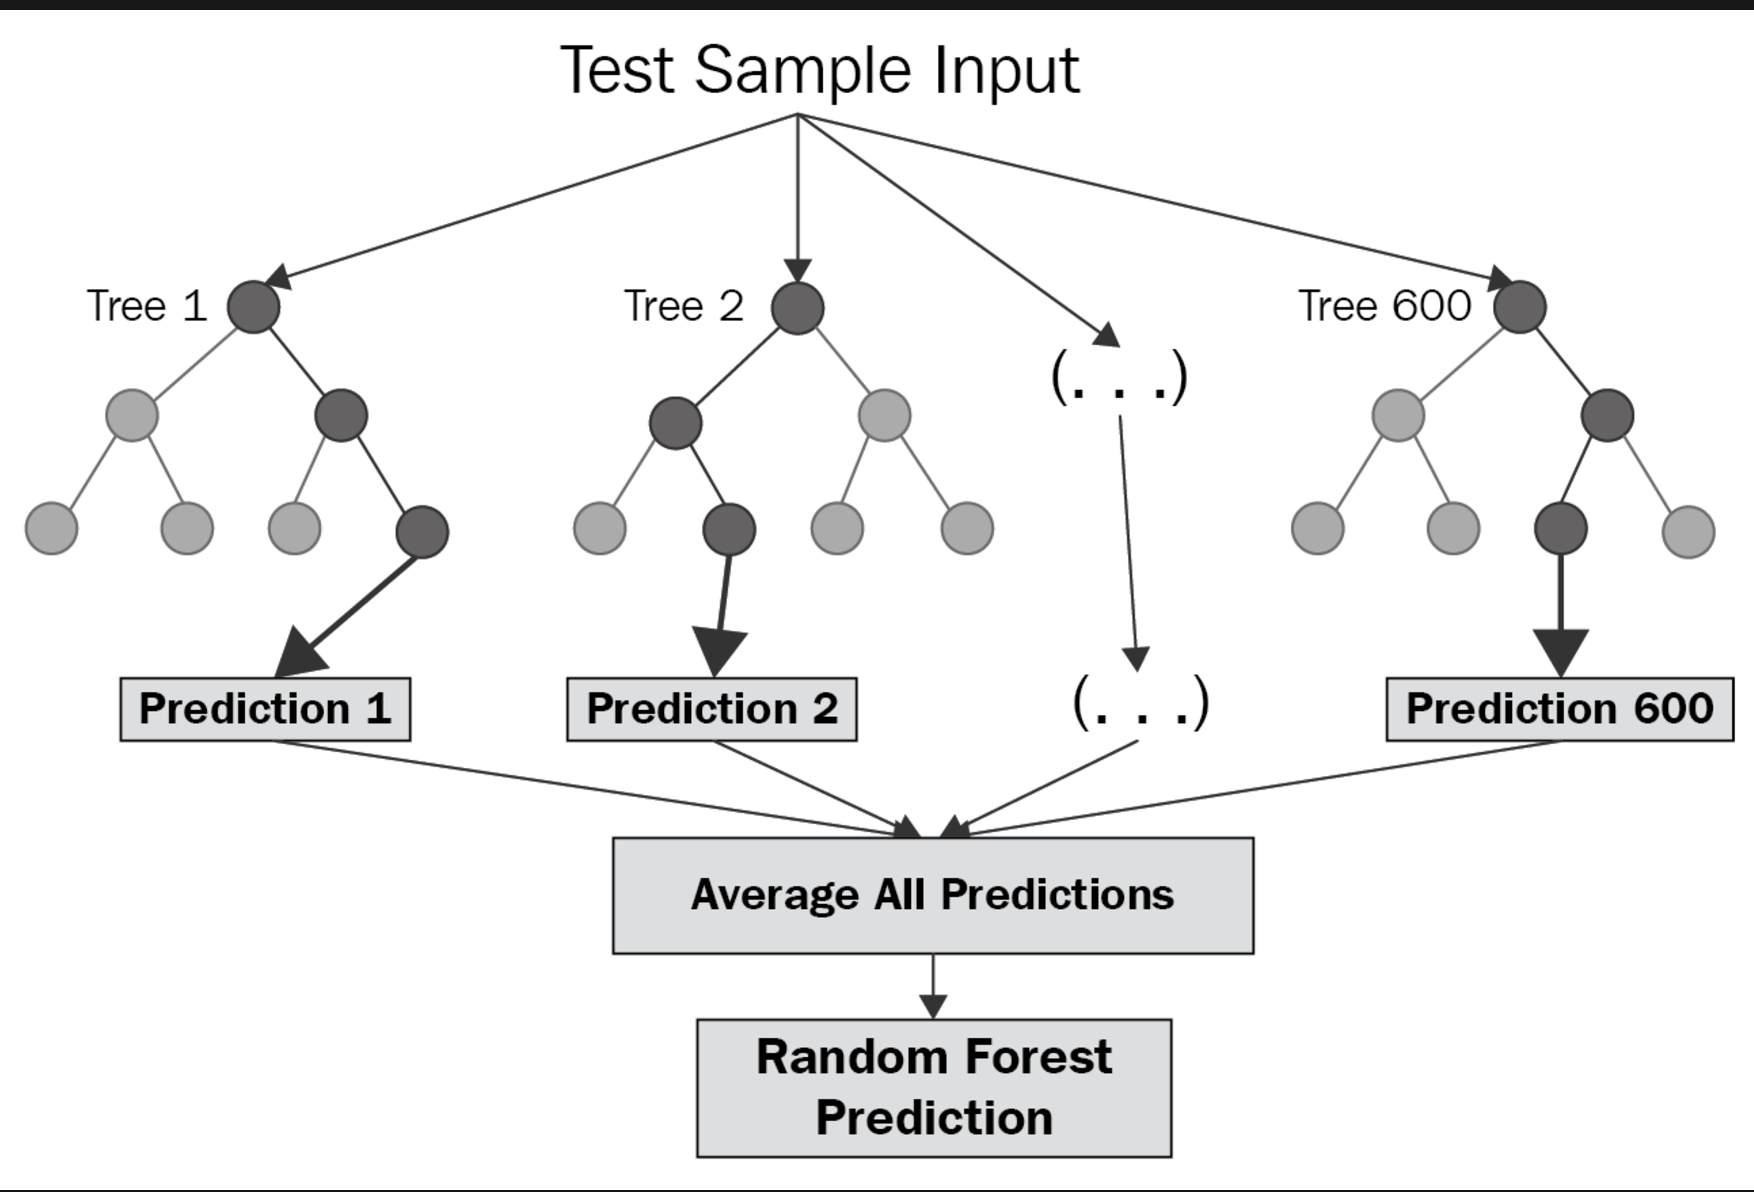 Test Sample Input
Tree 1
Tree 2
(. . .)
Tree 600
Prediction 1
Prediction 2
(. . .)
Prediction 600
Average All Predictions
Random Forest
Prediction